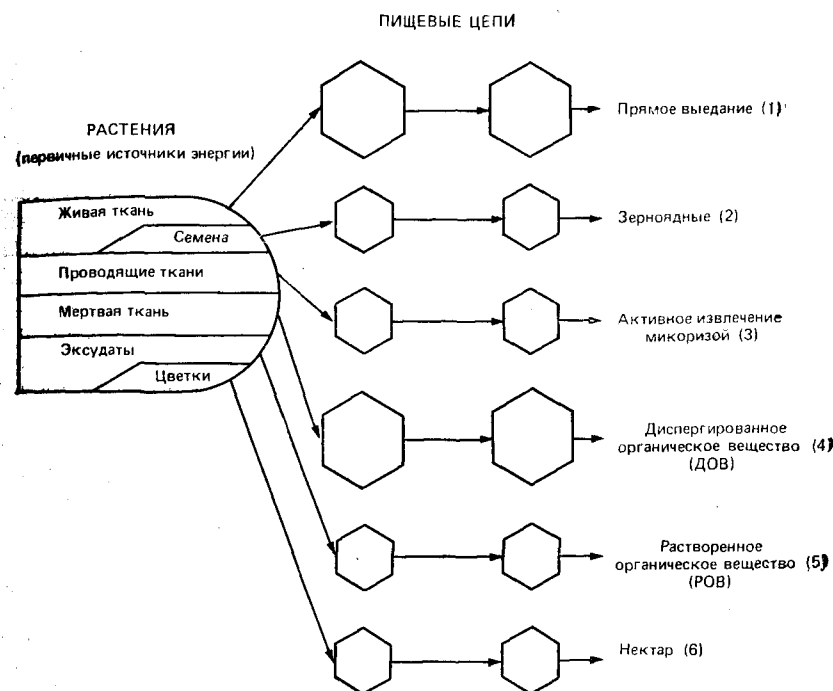 ПИЩЕВЫЕ ЦЕПИ
РАСТЕНИЯ
(первичные источники энергии)
Живая ткань
Семена
Проводящие ткани
Мертвая ткань
Эксудаты
Цветки
Прямое выедание (1)
Зерноядные (2)
Активное извлечение
микоризой (3)
Диспергированное
органическое вещество (4)
(ДОВ)
Растворенное
органическое вещество (5)
(РОВ)
Нектар (6)